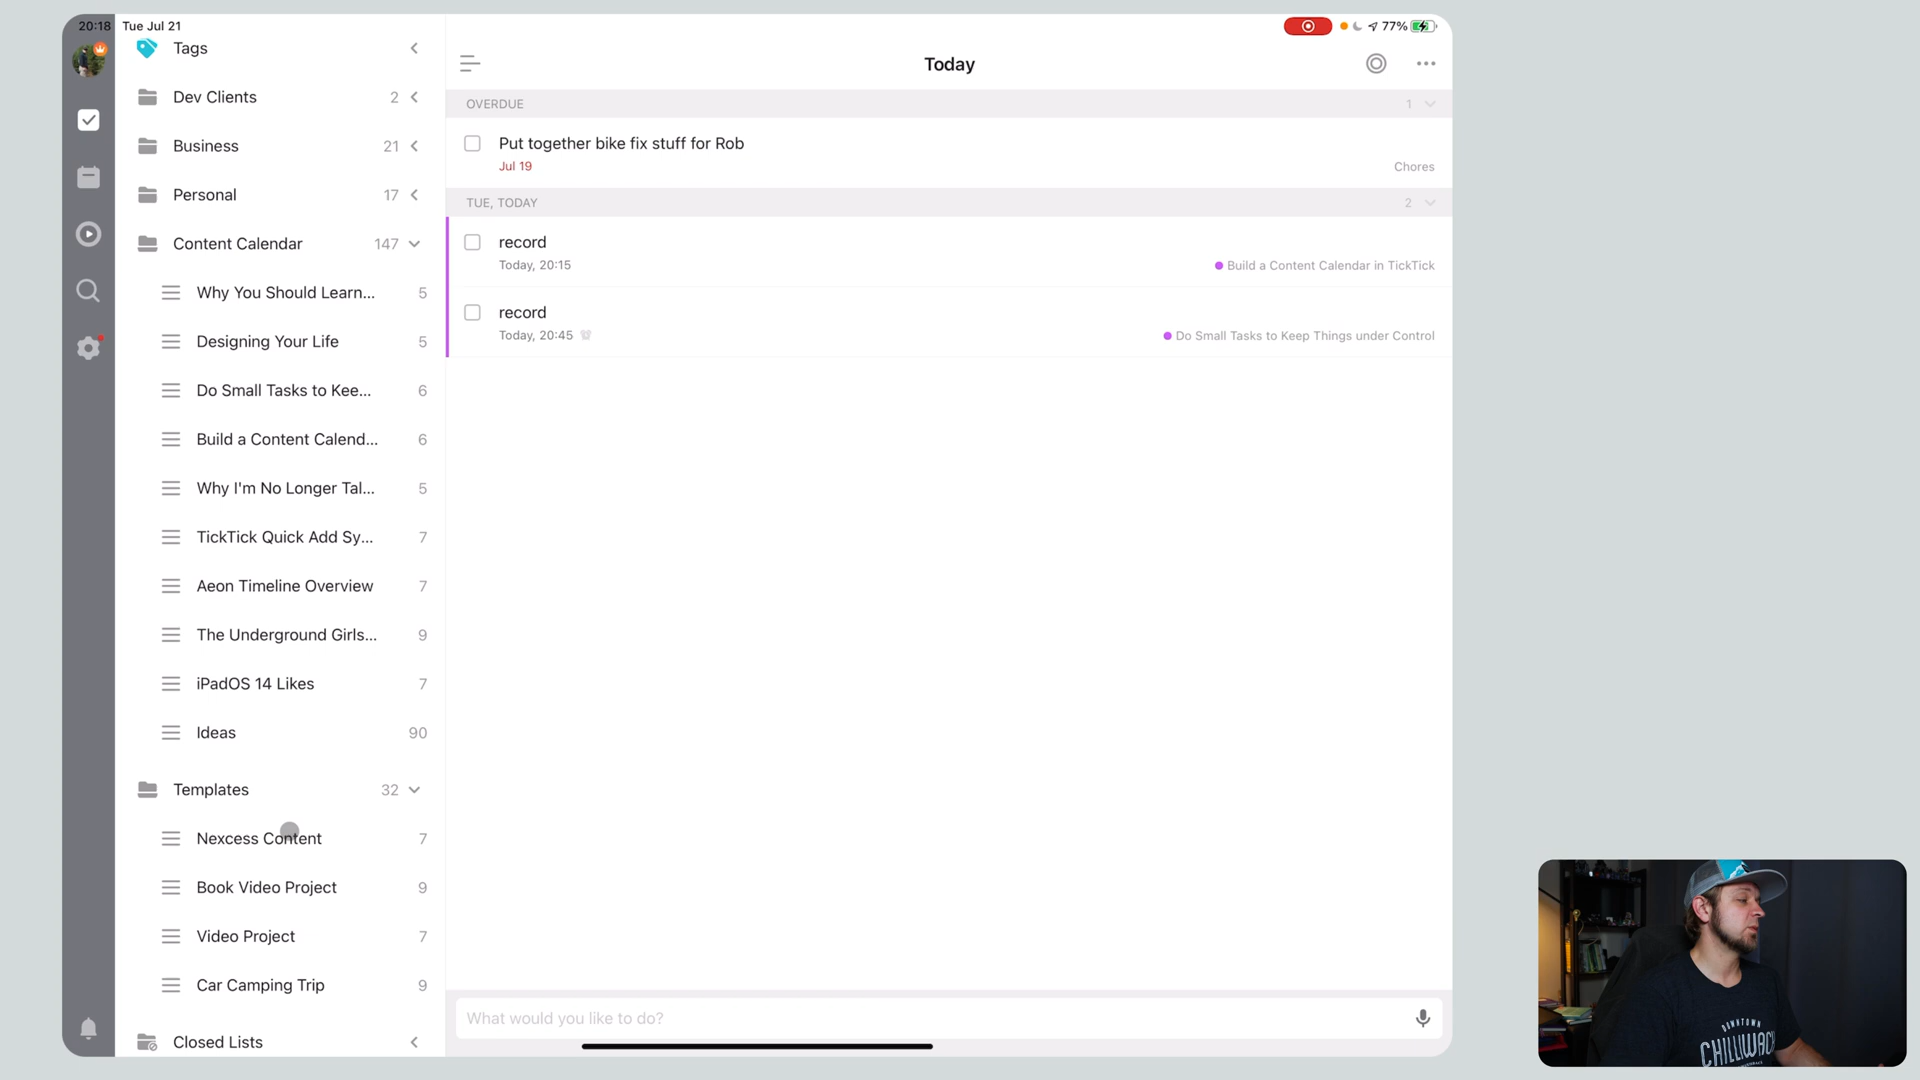 20:18 Tue Jul 21
77%
Tags
Dev Clients 2
Business 21
Personal 17
Content Calendar 147
Why You Should Learn... 5
Designing Your Life 5
Do Small Tasks to Kee... 6
Build a Content Calend... 6
Why I'm No Longer Tal... 5
TickTick Quick Add Sy... 7
Aeon Timeline Overview 7
The Underground Girls... 9
iPadOS 14 Likes 7
Ideas 90
Templates 32
Nexcess Content 7
Book Video Project 9
Video Project 7
Car Camping Trip 9
Closed Lists
Today
OVERDUE 1
Put together bike fix stuff for Rob
Jul 19 Chores
TUE, TODAY 2
record
Today, 20:15 Build a Content Calendar in TickTick
record
Today, 20:45 Do Small Tasks to Keep Things under Control
What would you like to do?
DOWNTOWN
CHILLIWACK